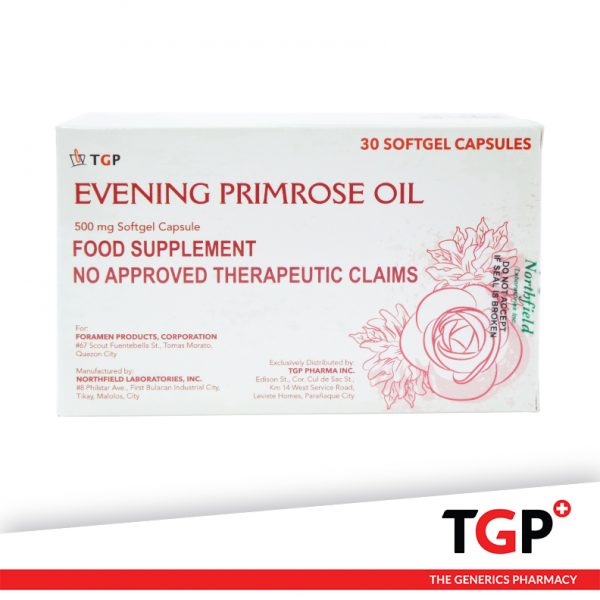 30 SOFTGEL CAPSULES
TGP
EVENING PRIMROSE OIL
500 mg Softgel Capsule
FOOD SUPPLEMENT
NO APPROVED THERAPEUTIC CLAIMS
For:
FORAMEN PRODUCTS, CORPORATION
#67 Scout Fuentebella St., Tomas Morato,
Quezon City
Manufactured by:
NORTHFIELD LABORATORIES, INC.
#8 Philstar Ave., First Bulacan Industrial City,
Tikay, Malolos, City
Exclusively Distributed by:
TGP PHARMA INC.
Edison St., Cor. Cul de Sac St.,
Km 14 West Service Road,
Leviste Homes, Parañaque City
Northfield
Laboratories Inc.
DO NOT ACCEPT
IF SEAL IS BROKEN
TGP
THE GENERICS PHARMACY